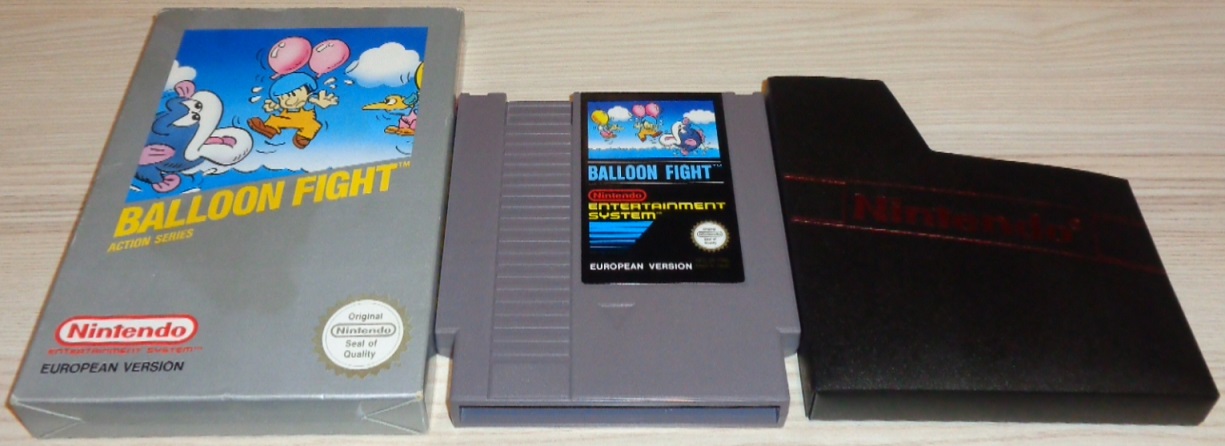 BALLOON FIGHT™
ACTION SERIES
Nintendo
ENTERTAINMENT SYSTEM™
EUROPEAN VERSION
Original
Nintendo
Seal of
Quality
BALLOON FIGHT™
Nintendo
ENTERTAINMENT
SYSTEM™
EUROPEAN VERSION
Nintendo®